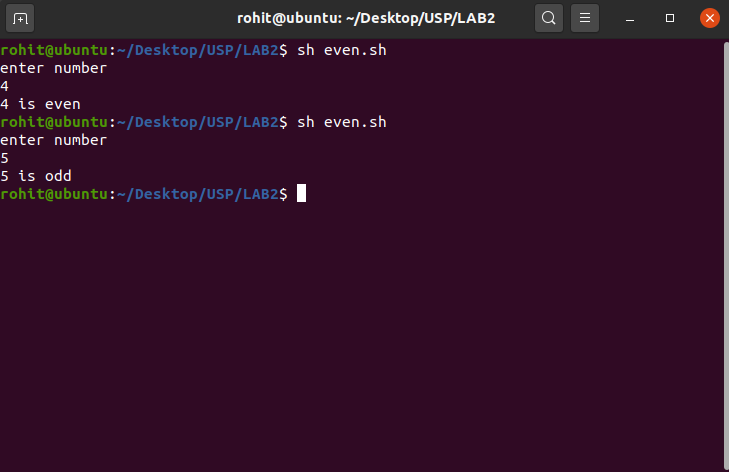 rohit@ubuntu: ~/Desktop/USP/LAB2
rohit@ubuntu:~/Desktop/USP/LAB2$ sh even.sh
enter number
4
4 is even
rohit@ubuntu:~/Desktop/USP/LAB2$ sh even.sh
enter number
5
5 is odd
rohit@ubuntu:~/Desktop/USP/LAB2$